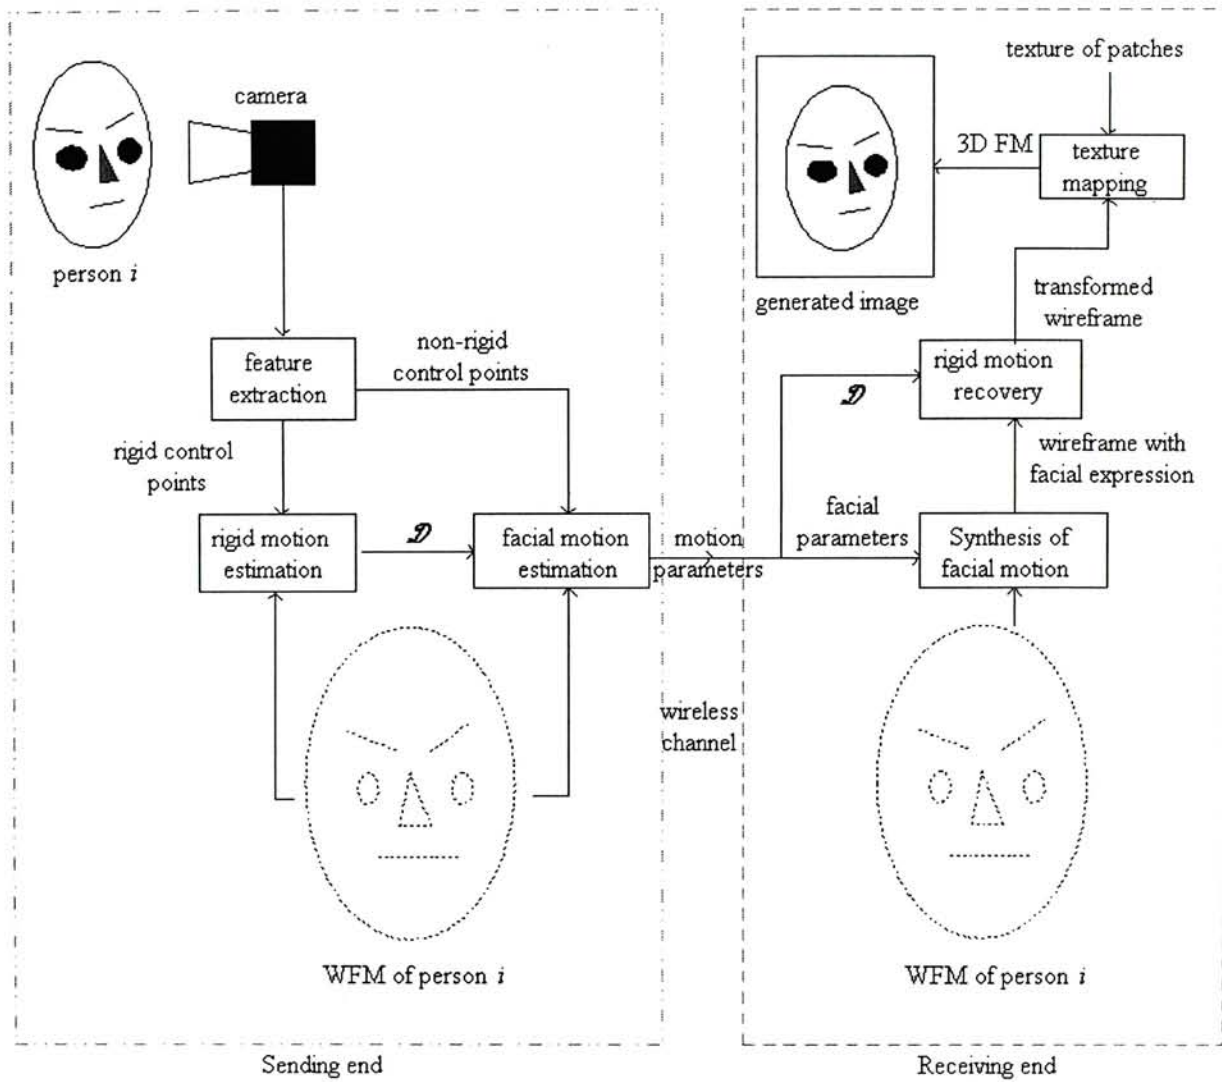 camera
person i
feature
extraction
non-rigid
control points
rigid control
points
rigid motion
estimation
𝒟
facial motion
estimation
motion
parameters
WFM of person i
Sending end
wireless
channel
texture of patches
texture
mapping
3D FM
generated image
transformed
wireframe
rigid motion
recovery
𝒟
wireframe with
facial expression
facial
parameters
Synthesis of
facial motion
WFM of person i
Receiving end